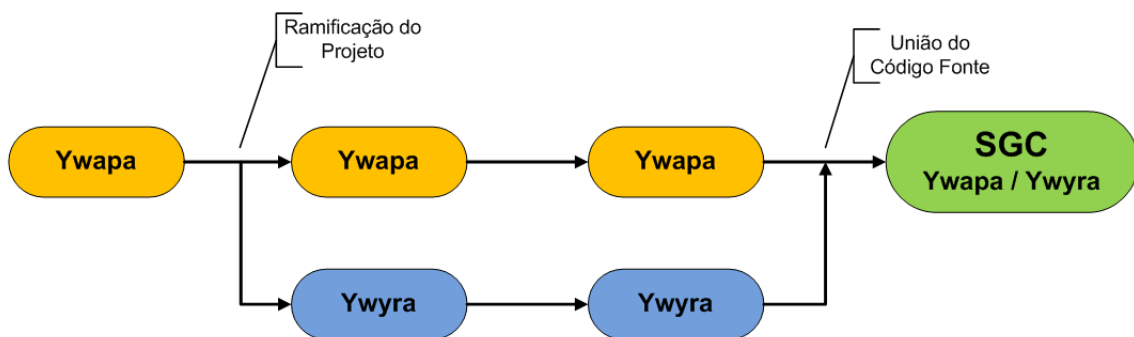 Ramificação do
Projeto
União do
Código Fonte
Ywapa
Ywapa
Ywapa
SGC
Ywapa / Ywyra
Ywyra
Ywyra